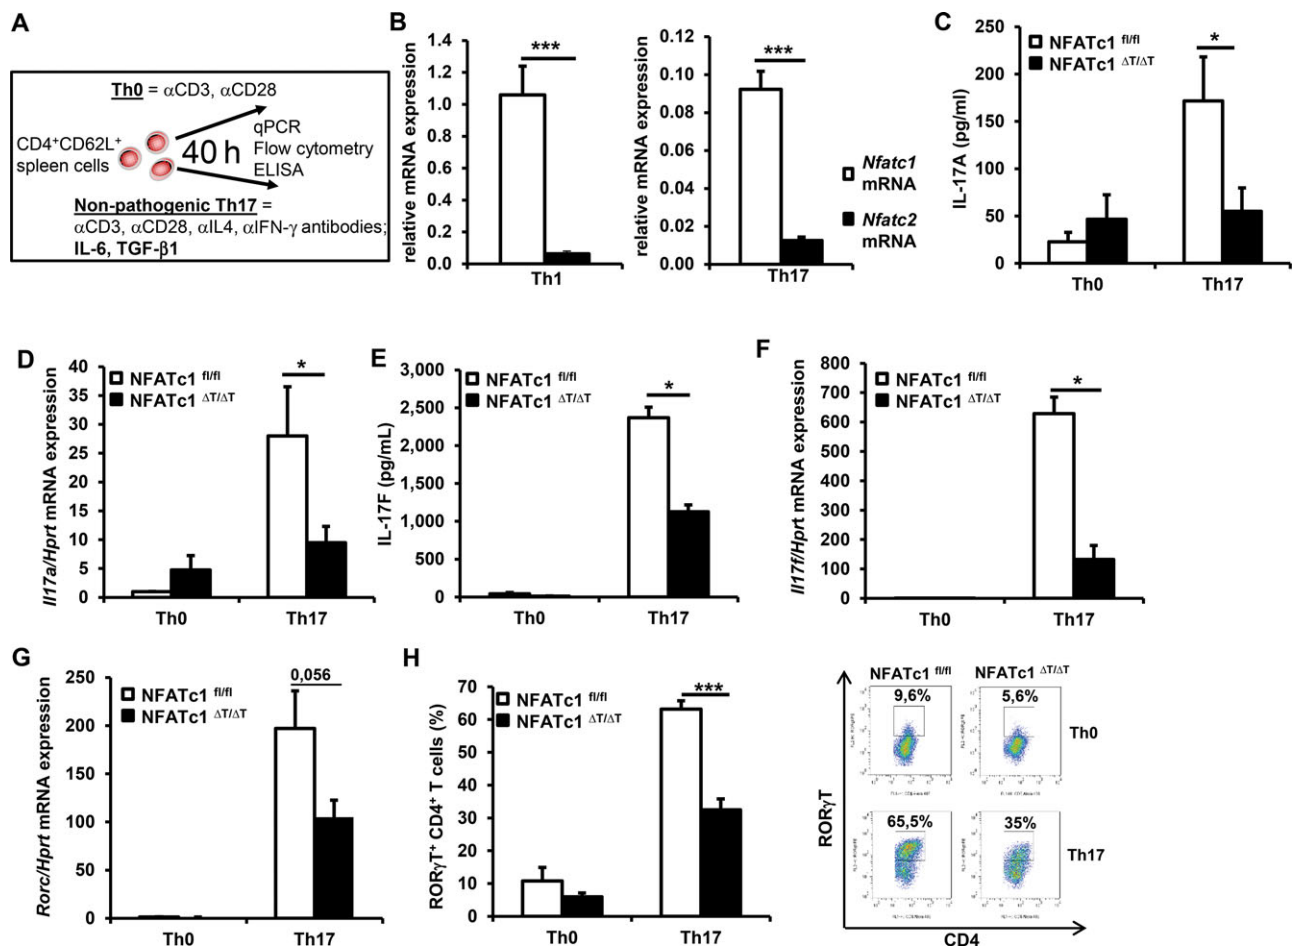 A
Th0 = αCD3, αCD28
CD4⁺CD62L⁺
spleen cells
40 h
qPCR
Flow cytometry
ELISA
Non-pathogenic Th17 =
αCD3, αCD28, αIL4, αIFN-γ antibodies;
IL-6, TGF-β1
B
relative mRNA expression
1.4
1.2
1.0
0.8
0.6
0.4
0.2
0.0
***
Th1
relative mRNA expression
0.12
0.10
0.08
0.06
0.04
0.02
0.00
***
Th17
Nfatc1
mRNA
Nfatc2
mRNA
C
IL-17A (pg/ml)
250
200
150
100
50
0
NFATc1 fl/fl
NFATc1 ΔT/ΔT
*
Th0 Th17
D
Il17a/Hprt mRNA expression
40
35
30
25
20
15
10
5
0
NFATc1 fl/fl
NFATc1 ΔT/ΔT
*
Th0 Th17
E
IL-17F (pg/mL)
3,000
2,500
2,000
1,500
1,000
500
0
NFATc1 fl/fl
NFATc1 ΔT/ΔT
*
Th0 Th17
F
Il17f/Hprt mRNA expression
800
700
600
500
400
300
200
100
0
NFATc1 fl/fl
NFATc1 ΔT/ΔT
*
Th0 Th17
G
Rorc/Hprt mRNA expression
250
200
150
100
50
0
NFATc1 fl/fl
NFATc1 ΔT/ΔT
0,056
Th0 Th17
H
RORγT⁺ CD4⁺ T cells (%)
70
60
50
40
30
20
10
0
NFATc1 fl/fl
NFATc1 ΔT/ΔT
***
Th0 Th17
NFATc1 fl/fl NFATc1 ΔT/ΔT
9,6% 5,6%
Th0
65,5% 35%
Th17
RORγT
CD4